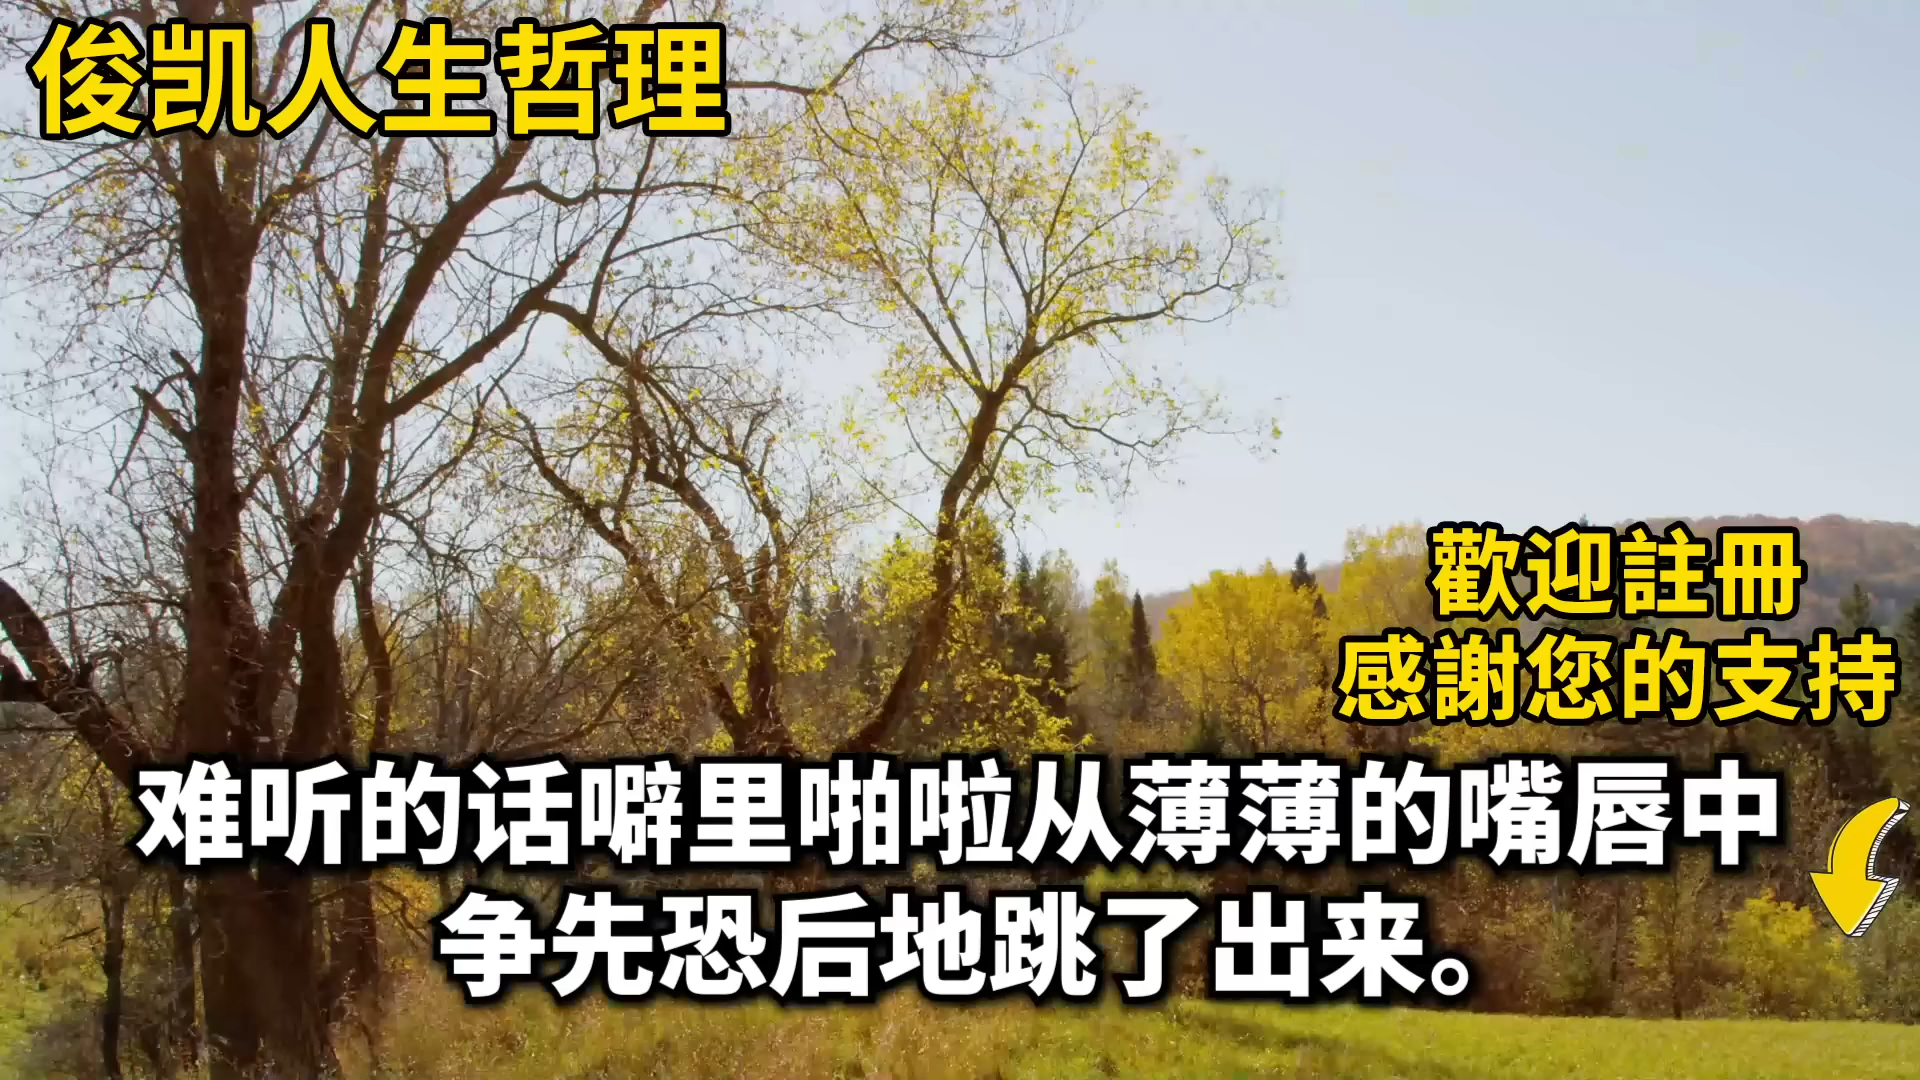 俊凯人生哲理
歡迎註冊
感謝您的支持
难听的话噼里啪啦从薄薄的嘴唇中
争先恐后地跳了出来。